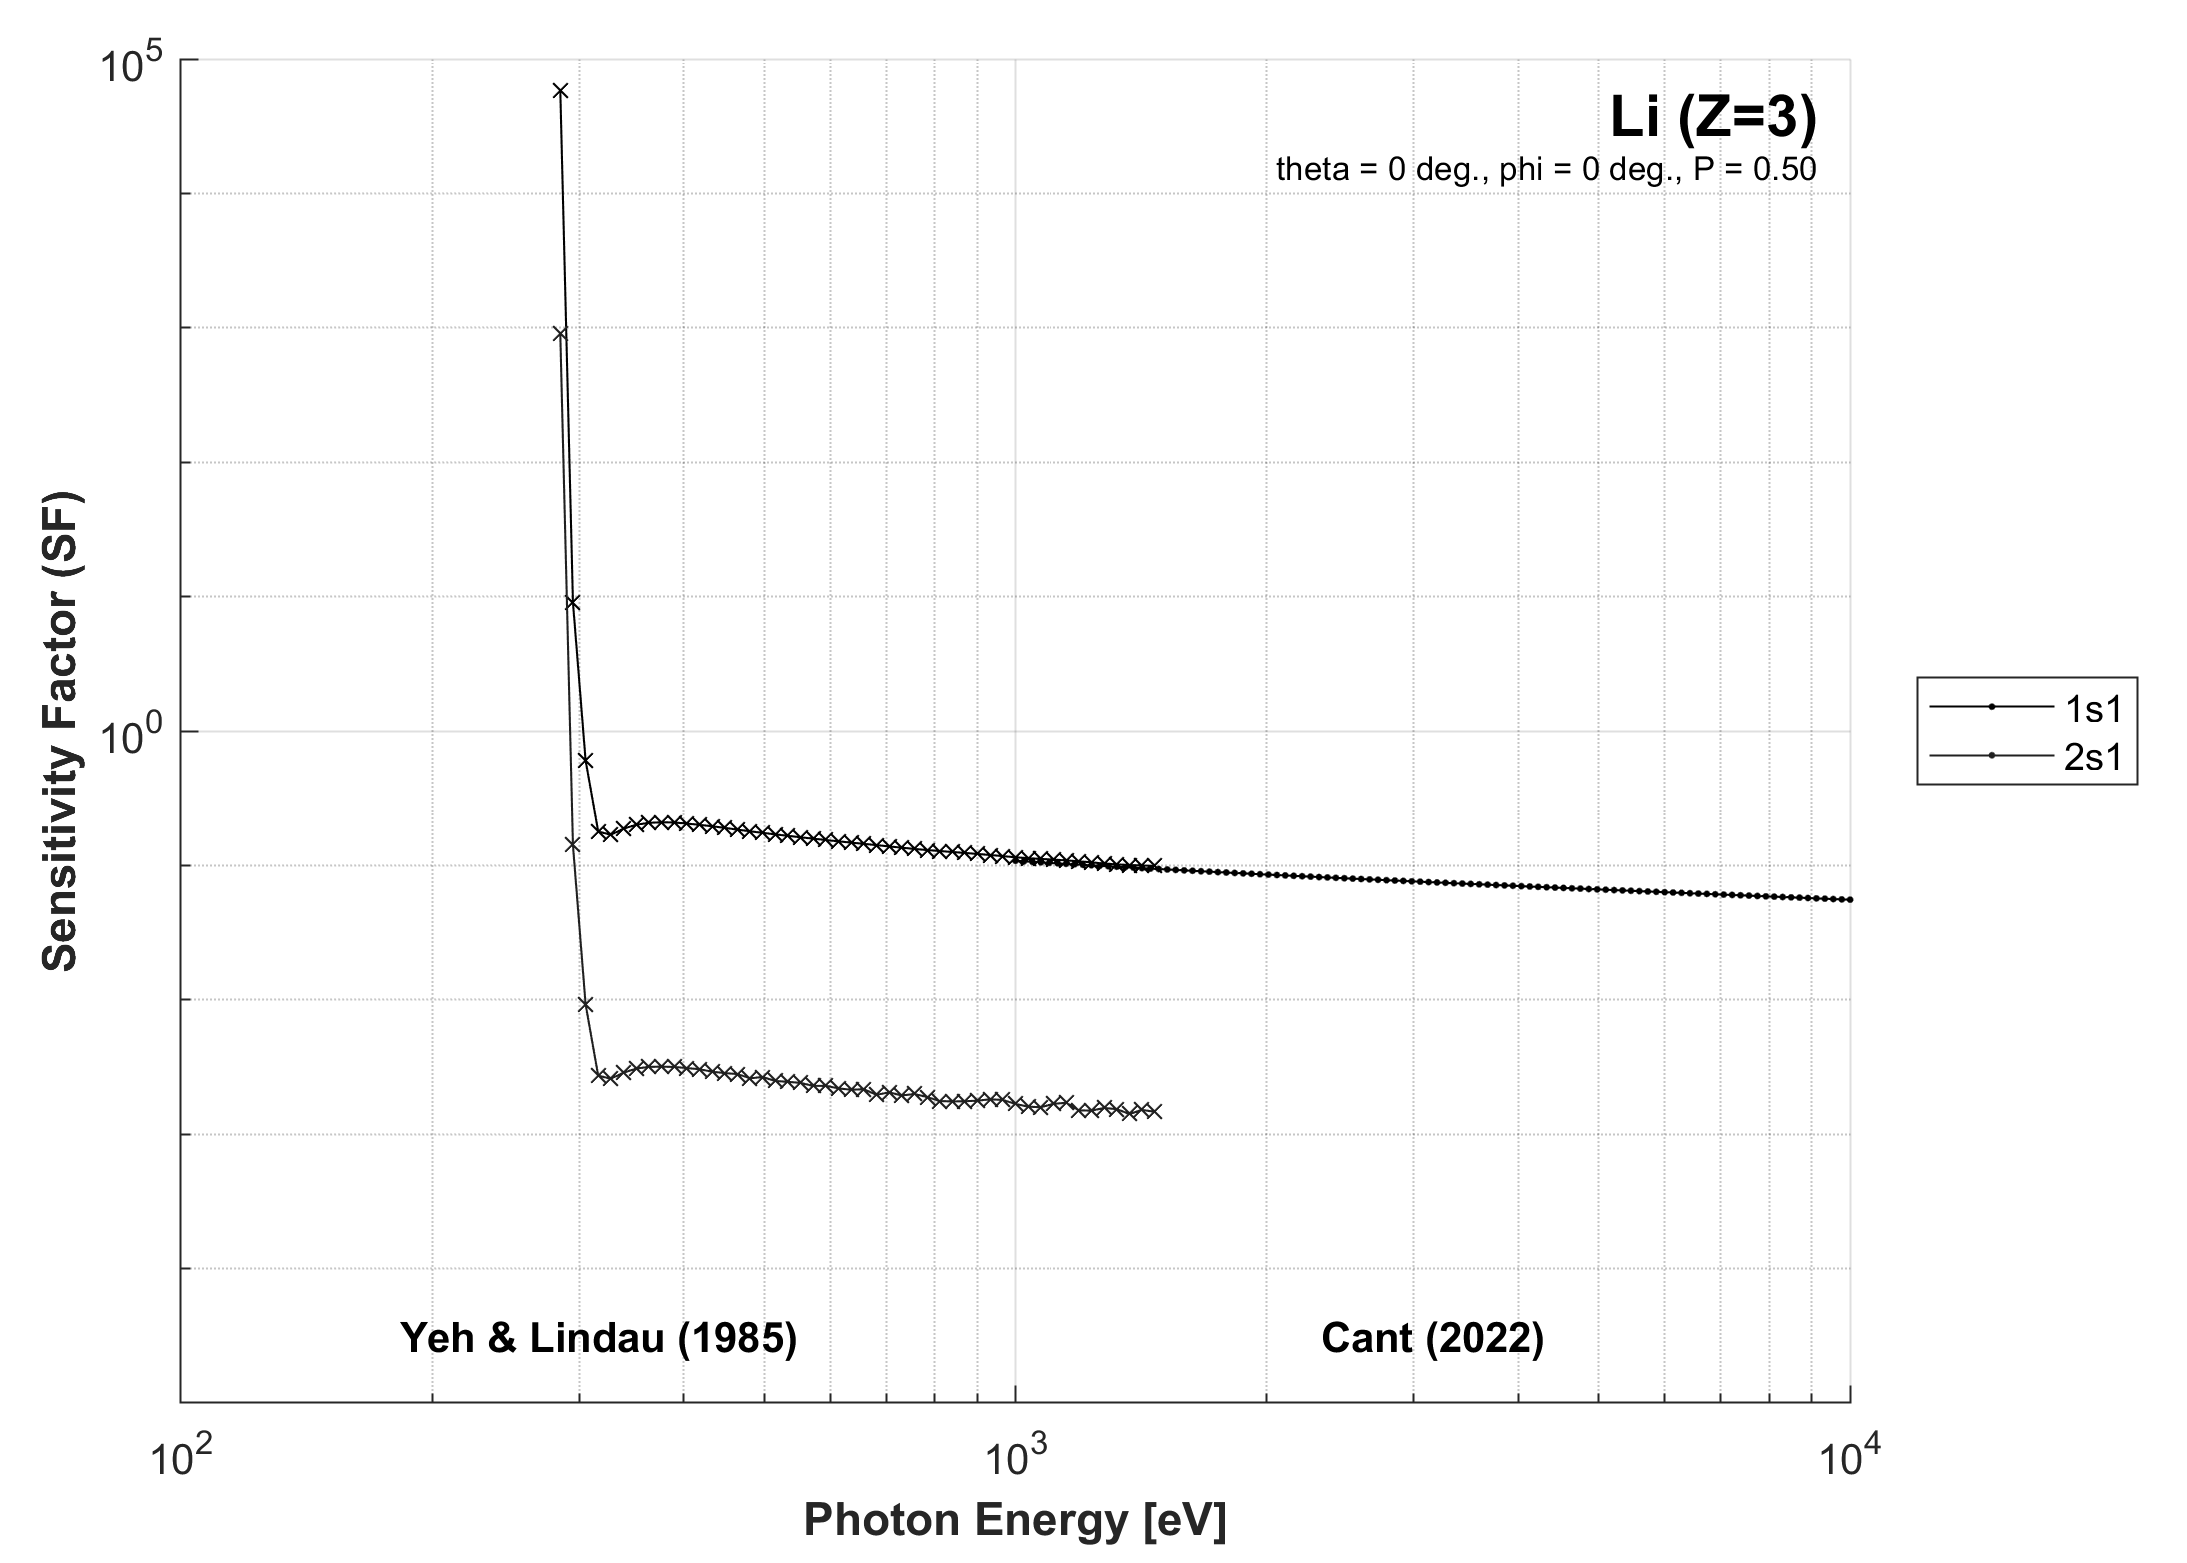 10^5
Li (Z=3)
theta = 0 deg., phi = 0 deg., P = 0.50
Sensitivity Factor (SF)
10^0
1s1
2s1
Yeh & Lindau (1985)
Cant (2022)
10^2
10^3
10^4
Photon Energy [eV]